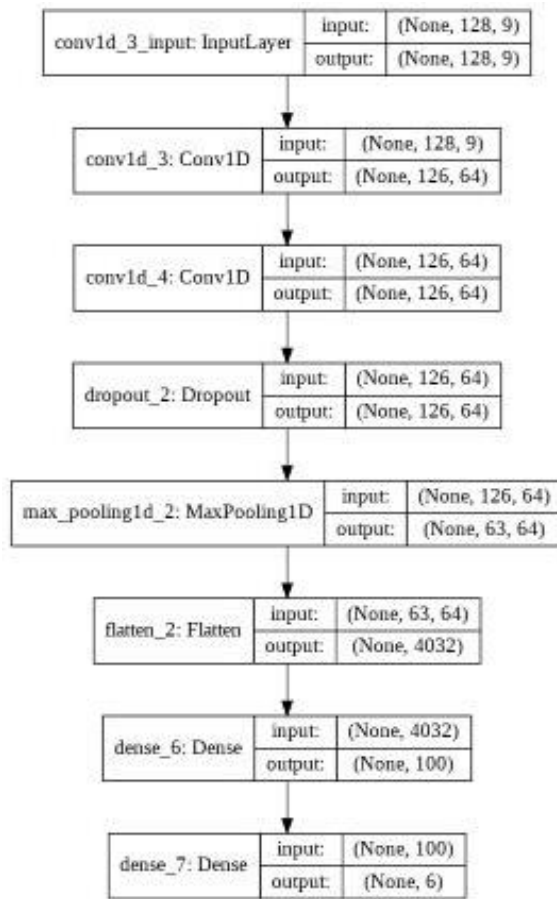 conv1d_3_input: InputLayer
input: (None, 128, 9)
output: (None, 128, 9)
conv1d_3: Conv1D
input: (None, 128, 9)
output: (None, 126, 64)
conv1d_4: Conv1D
input: (None, 126, 64)
output: (None, 126, 64)
dropout_2: Dropout
input: (None, 126, 64)
output: (None, 126, 64)
max_pooling1d_2: MaxPooling1D
input: (None, 126, 64)
output: (None, 63, 64)
flatten_2: Flatten
input: (None, 63, 64)
output: (None, 4032)
dense_6: Dense
input: (None, 4032)
output: (None, 100)
dense_7: Dense
input: (None, 100)
output: (None, 6)